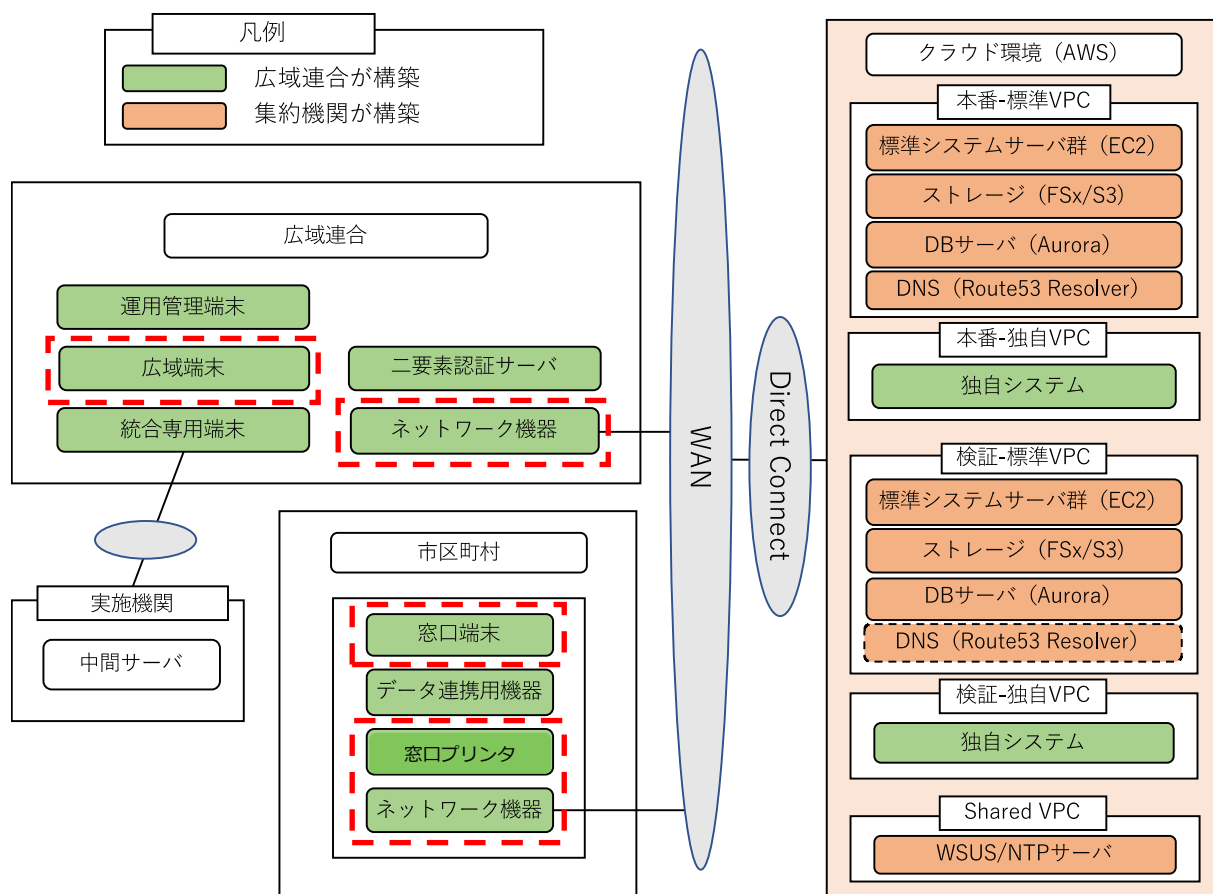 凡例
広域連合が構築
集約機関が構築
広域連合
運用管理端末
広域端末
統合専用端末
二要素認証サーバ
ネットワーク機器
実施機関
中間サーバ
市区町村
窓口端末
データ連携用機器
窓口プリンタ
ネットワーク機器
WAN
Direct Connect
クラウド環境（AWS）
本番-標準VPC
標準システムサーバ群（EC2）
ストレージ（FSx/S3）
DBサーバ（Aurora）
DNS（Route53 Resolver）
本番-独自VPC
独自システム
検証-標準VPC
標準システムサーバ群（EC2）
ストレージ（FSx/S3）
DBサーバ（Aurora）
DNS（Route53 Resolver）
検証-独自VPC
独自システム
Shared VPC
WSUS/NTPサーバ